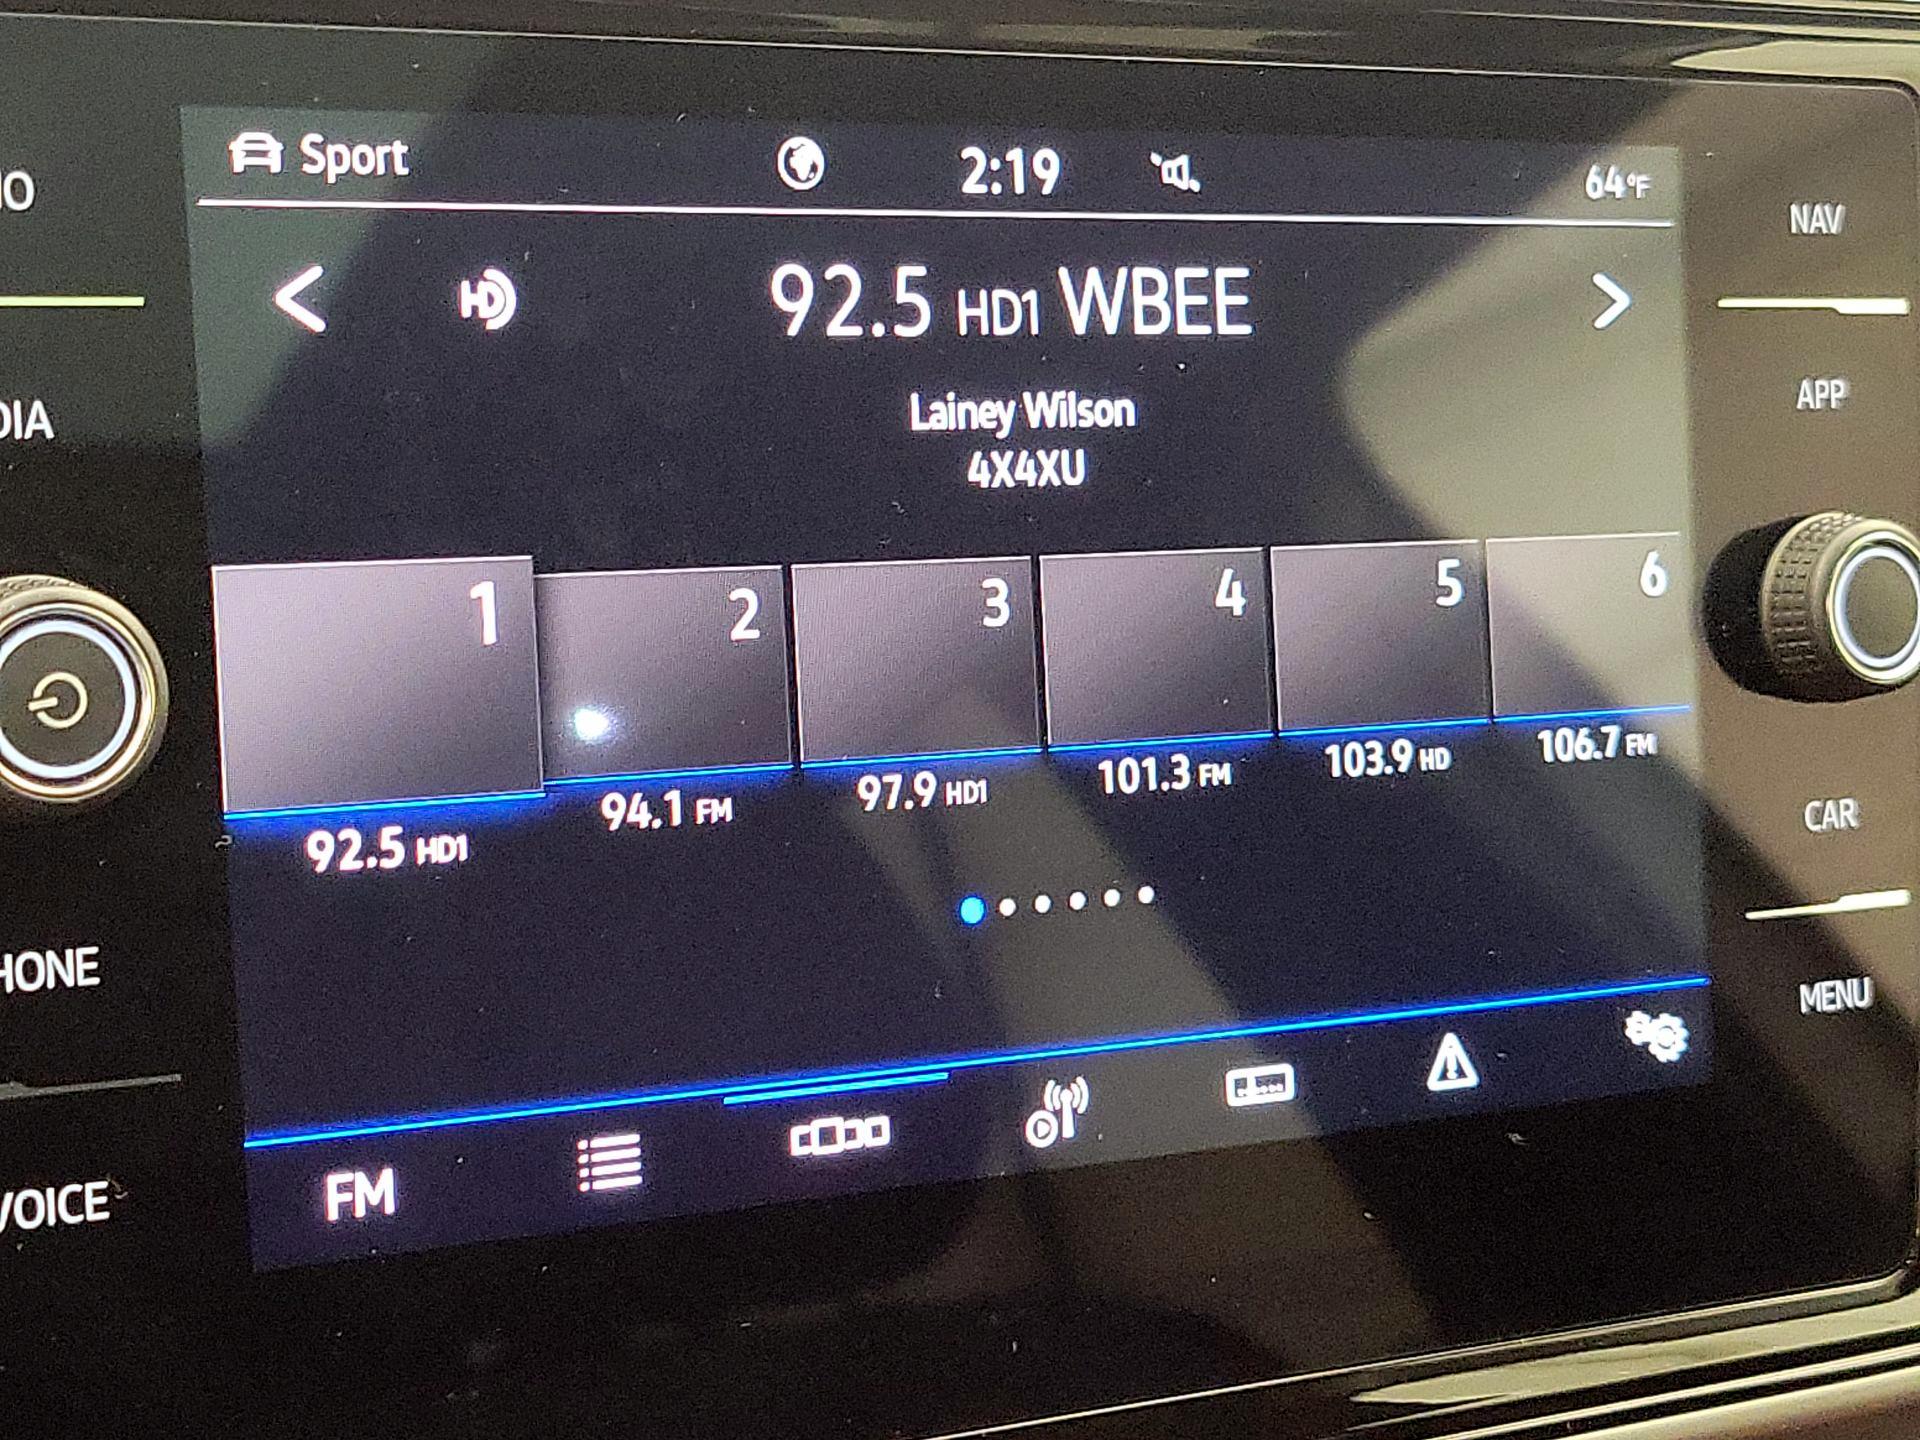 Sport 2:19 64°F
NAV
HD 92.5 HD1 WBEE
APP
Lainey Wilson
4X4XU
1 2 3 4 5 6
92.5 HD1 94.1 FM 97.9 HD1 101.3 FM 103.9 HD 106.7 FM
CAR
HONE
MENU
FM
VOICE
IO
DIA